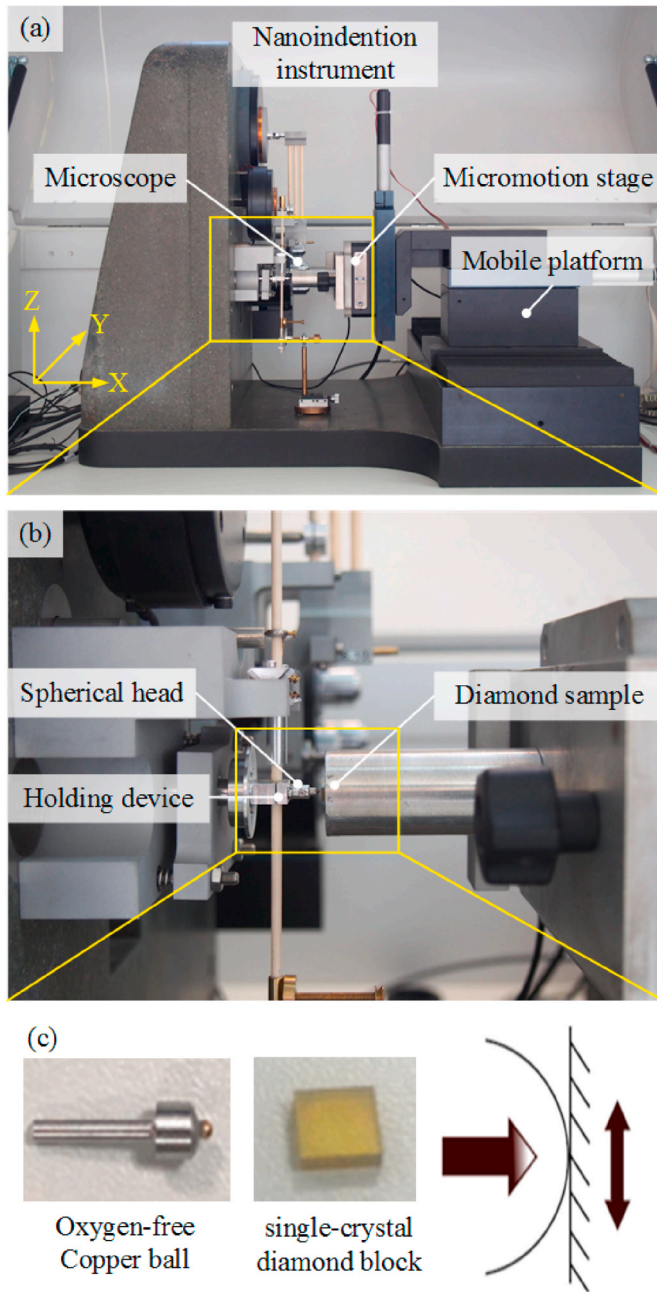 (a)
Nanoindention
instrument
Microscope
Micromotion stage
Mobile platform
Z
Y
X
(b)
Spherical head
Diamond sample
Holding device
(c)
Oxygen-free
Copper ball
single-crystal
diamond block